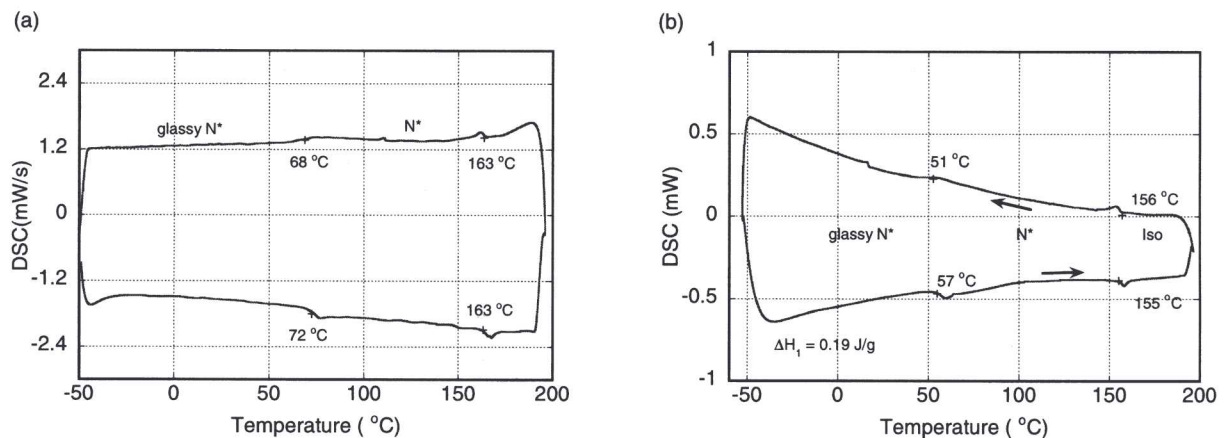 (a)
DSC(mW/s)
2.4
1.2
0
-1.2
-2.4
glassy N*
N*
68 °C
163 °C
163 °C
72 °C
-50
0
50
100
150
200
Temperature ( °C)
(b)
DSC (mW)
1
0.5
0
-0.5
-1
51 °C
156 °C
glassy N*
N*
Iso
57 °C
155 °C
ΔH₁ = 0.19 J/g
-50
0
50
100
150
200
Temperature ( °C)